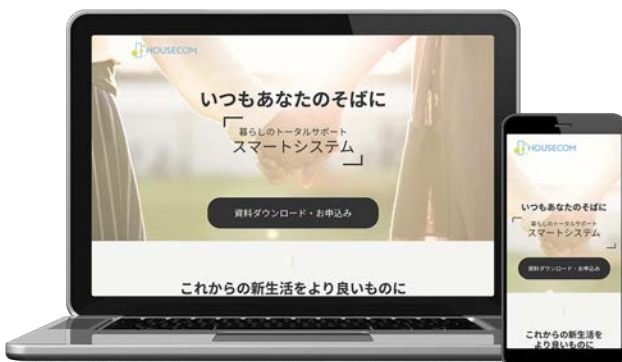 HOUSECOM
いつもあなたのそばに
暮らしのトータルサポート
スマートシステム
資料ダウンロード・お申込み
これからの新生活をより良いものに
HOUSECOM
いつもあなたのそばに
暮らしのトータルサポート
スマートシステム
資料ダウンロード・お申込み
これからの新生活を
より良いものに